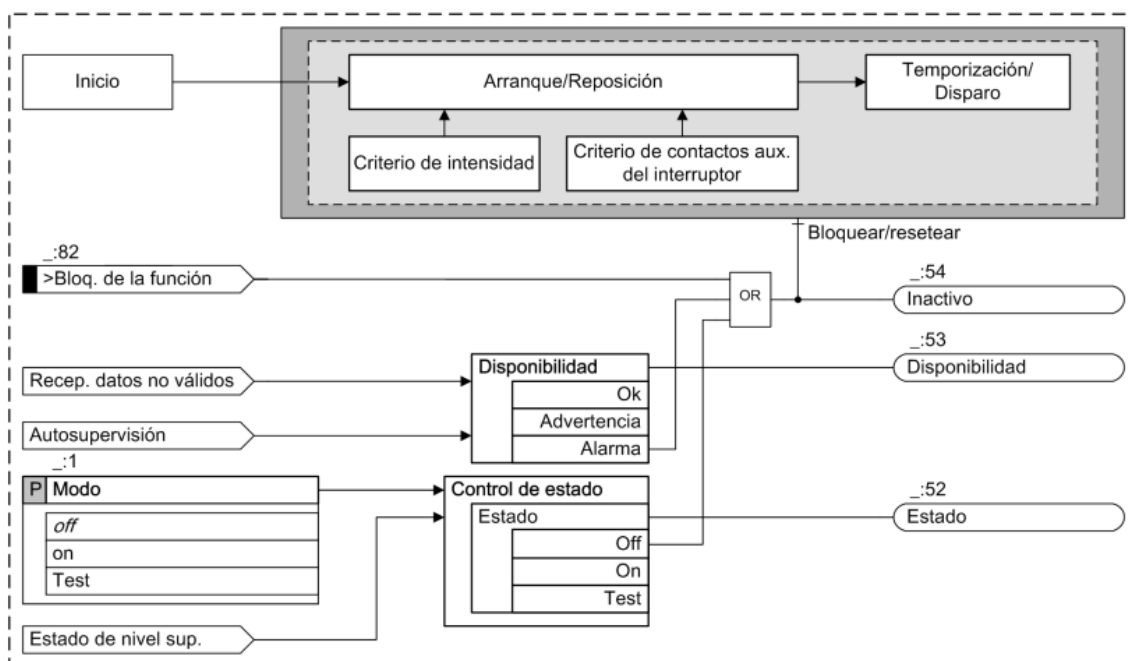 Inicio
Arranque/Reposición
Temporización/
Disparo
Criterio de intensidad
Criterio de contactos aux.
del interruptor
Bloquear/resetear
_:82
>Bloq. de la función
OR
_:54
Inactivo
_:53
Disponibilidad
Recep. datos no válidos
Autosupervisión
Disponibilidad
Ok
Advertencia
Alarma
_:1
P Modo
off
on
Test
Estado de nivel sup.
Control de estado
Estado
Off
On
Test
_:52
Estado